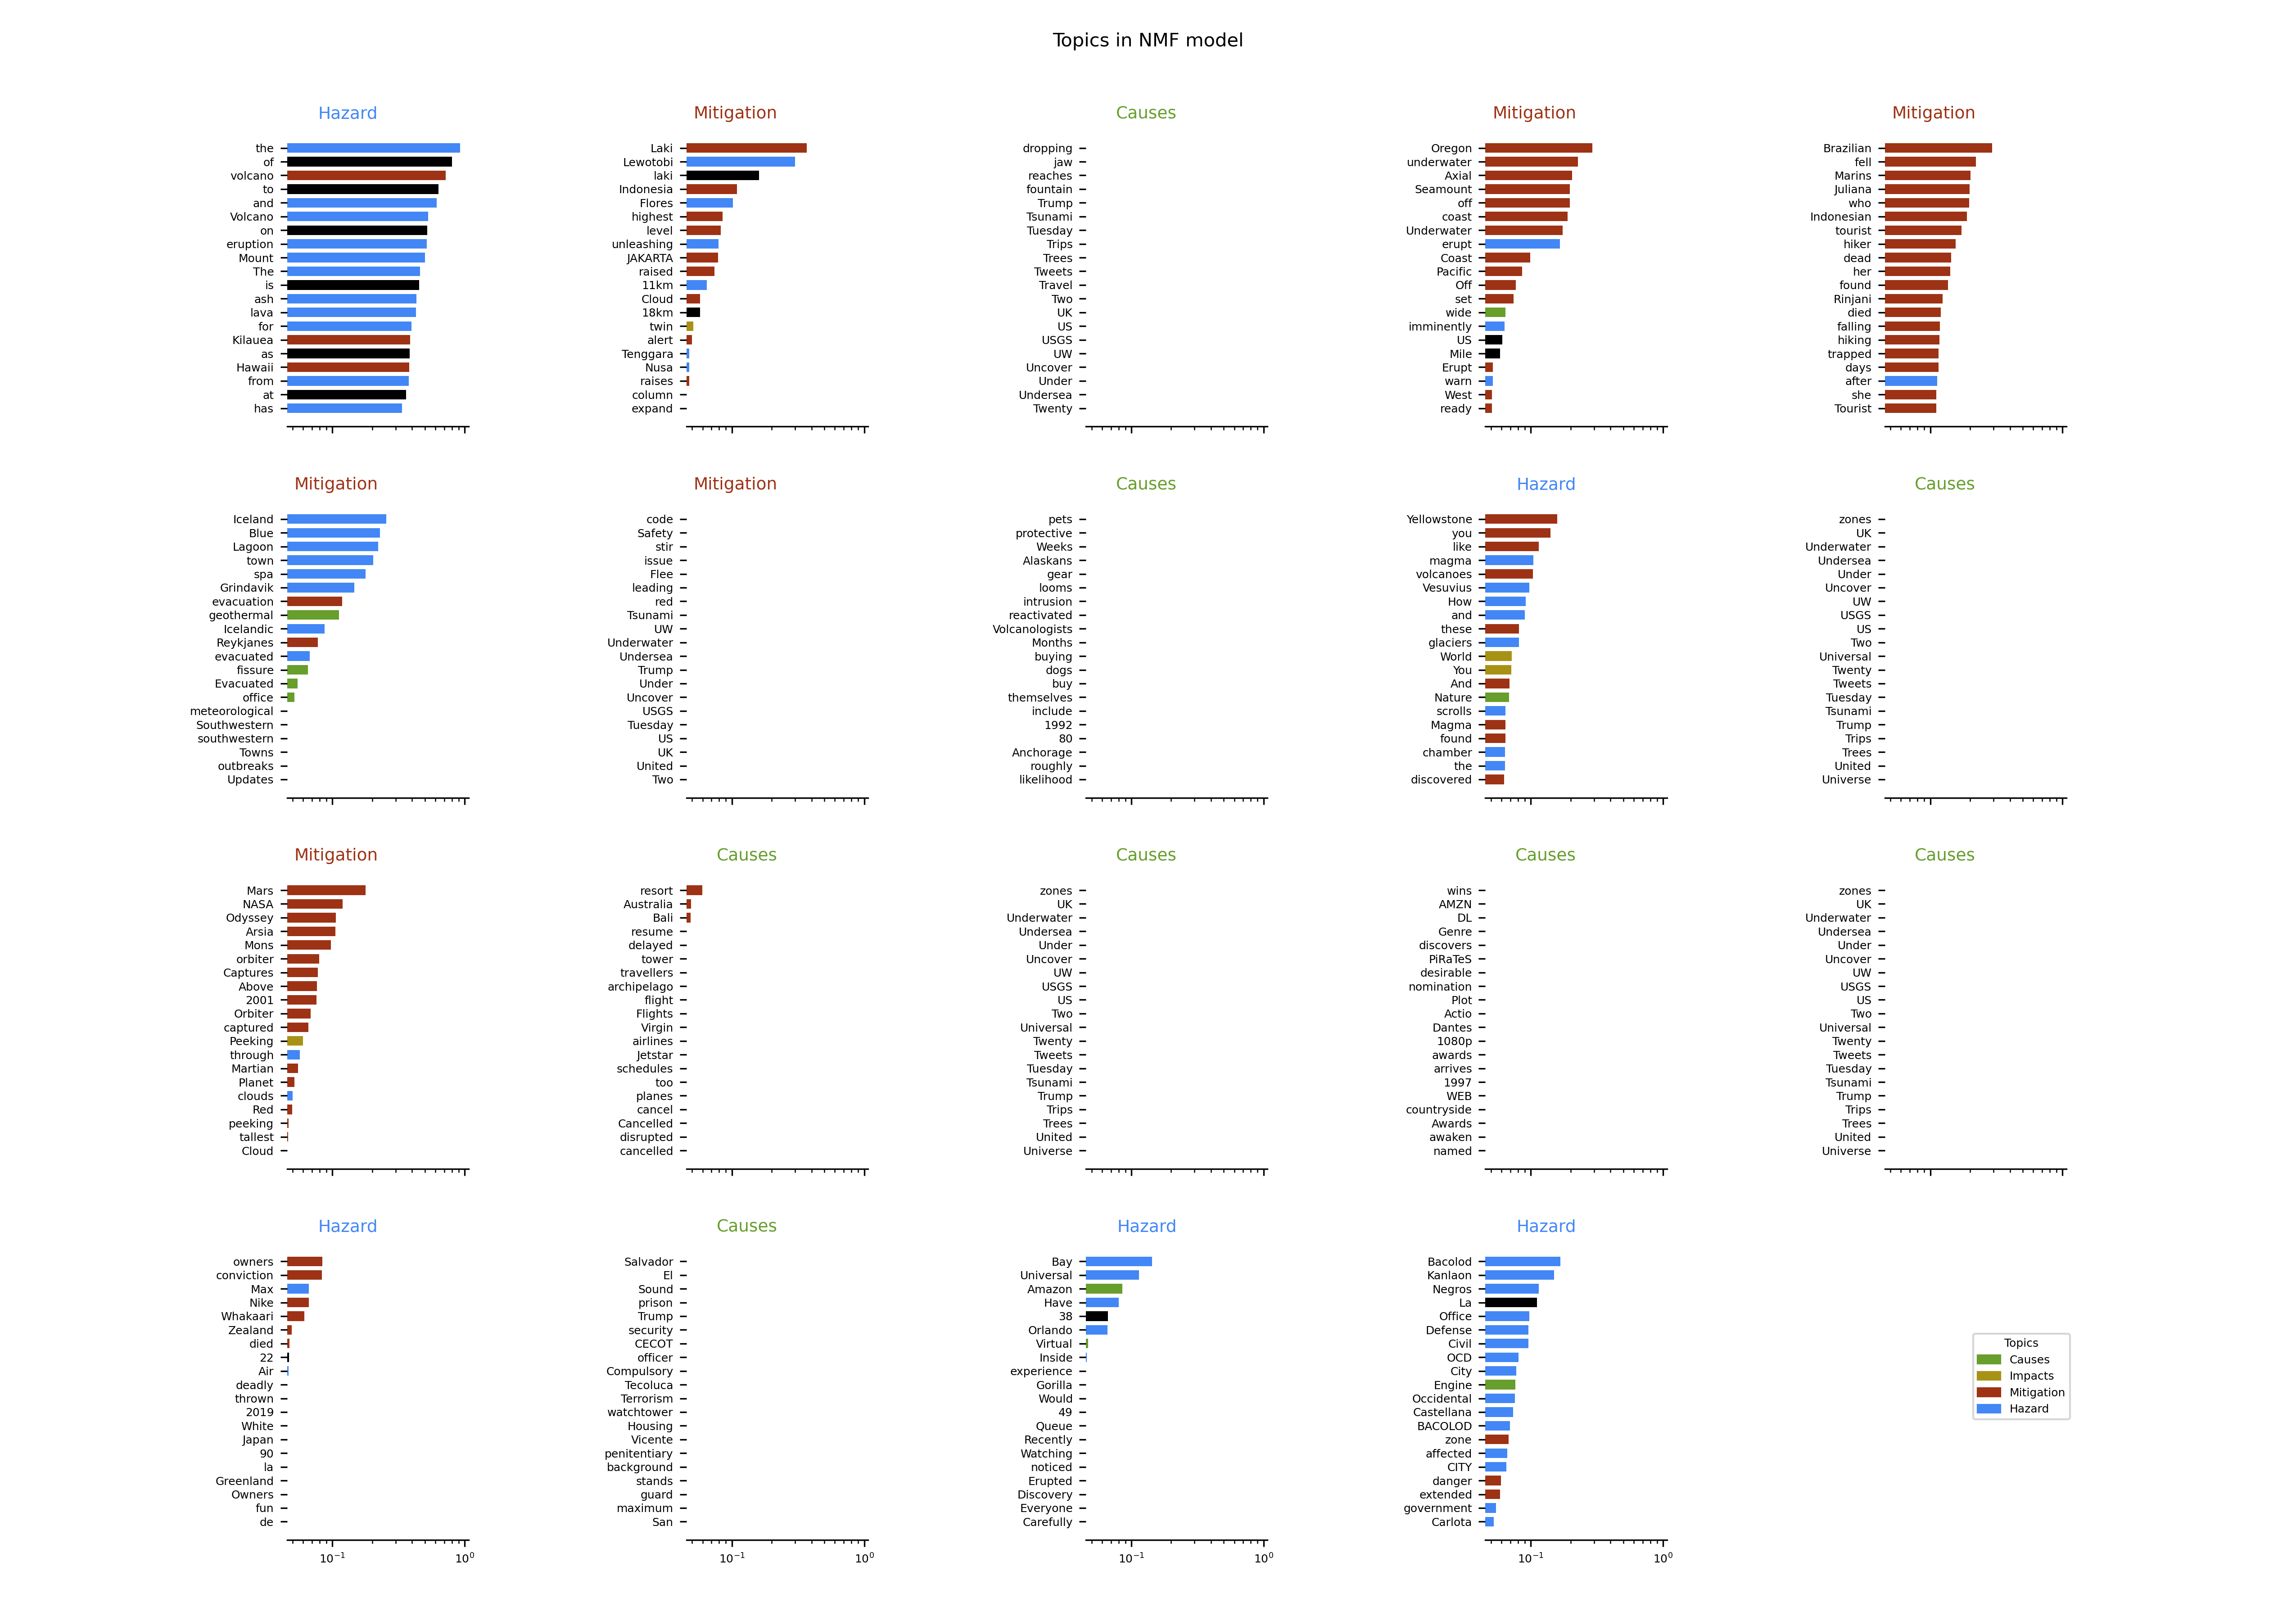 Topics in NMF model
Hazard
the
of
volcano
to
and
Volcano
on
eruption
Mount
The
is
ash
lava
for
Kilauea
as
Hawaii
from
at
has
Mitigation
Laki
Lewotobi
laki
Indonesia
Flores
highest
level
unleashing
JAKARTA
raised
11km
Cloud
18km
twin
alert
Tenggara
Nusa
raises
column
expand
Causes
dropping
jaw
reaches
fountain
Trump
Tsunami
Tuesday
Trips
Trees
Tweets
Travel
Two
UK
US
USGS
UW
Uncover
Under
Undersea
Twenty
Mitigation
Oregon
underwater
Axial
Seamount
off
coast
Underwater
erupt
Coast
Pacific
Off
set
wide
imminently
US
Mile
Erupt
warn
West
ready
Mitigation
Brazilian
fell
Marins
Juliana
who
Indonesian
tourist
hiker
dead
her
found
Rinjani
died
falling
hiking
trapped
days
after
she
Tourist
Mitigation
Iceland
Blue
Lagoon
town
spa
Grindavik
evacuation
geothermal
Icelandic
Reykjanes
evacuated
fissure
Evacuated
office
meteorological
Southwestern
southwestern
Towns
outbreaks
Updates
Mitigation
code
Safety
stir
issue
Flee
leading
red
Tsunami
UW
Underwater
Undersea
Trump
Under
Uncover
USGS
Tuesday
US
UK
United
Two
Causes
pets
protective
Weeks
Alaskans
gear
looms
intrusion
reactivated
Volcanologists
Months
buying
dogs
buy
themselves
include
1992
80
Anchorage
roughly
likelihood
Hazard
Yellowstone
you
like
magma
volcanoes
Vesuvius
How
and
these
glaciers
World
You
And
Nature
scrolls
Magma
found
chamber
the
discovered
Causes
zones
UK
Underwater
Undersea
Under
Uncover
UW
USGS
US
Two
Universal
Twenty
Tweets
Tuesday
Tsunami
Trump
Trips
Trees
United
Universe
Mitigation
Mars
NASA
Odyssey
Arsia
Mons
orbiter
Captures
Above
2001
Orbiter
captured
Peeking
through
Martian
Planet
clouds
Red
peeking
tallest
Cloud
Causes
resort
Australia
Bali
resume
delayed
tower
travellers
archipelago
flight
Flights
Virgin
airlines
Jetstar
schedules
too
planes
cancel
Cancelled
disrupted
cancelled
Causes
zones
UK
Underwater
Undersea
Under
Uncover
UW
USGS
US
Two
Universal
Twenty
Tweets
Tuesday
Tsunami
Trump
Trips
Trees
United
Universe
Causes
wins
AMZN
DL
Genre
discovers
PiRaTeS
desirable
nomination
Plot
Actio
Dantes
1080p
awards
arrives
1997
WEB
countryside
Awards
awaken
named
Causes
zones
UK
Underwater
Undersea
Under
Uncover
UW
USGS
US
Two
Universal
Twenty
Tweets
Tuesday
Tsunami
Trump
Trips
Trees
United
Universe
Hazard
owners
conviction
Max
Nike
Whakaari
Zealand
died
22
Air
deadly
thrown
2019
White
Japan
90
la
Greenland
Owners
fun
de
10⁻¹ 10⁰
Causes
Salvador
El
Sound
prison
Trump
security
CECOT
officer
Compulsory
Tecoluca
Terrorism
watchtower
Housing
Vicente
penitentiary
background
stands
guard
maximum
San
10⁻¹ 10⁰
Hazard
Bay
Universal
Amazon
Have
38
Orlando
Virtual
Inside
experience
Gorilla
Would
49
Queue
Recently
Watching
noticed
Erupted
Discovery
Everyone
Carefully
10⁻¹ 10⁰
Hazard
Bacolod
Kanlaon
Negros
La
Office
Defense
Civil
OCD
City
Engine
Occidental
Castellana
BACOLOD
zone
affected
CITY
danger
extended
government
Carlota
10⁻¹ 10⁰
Topics
Causes
Impacts
Mitigation
Hazard